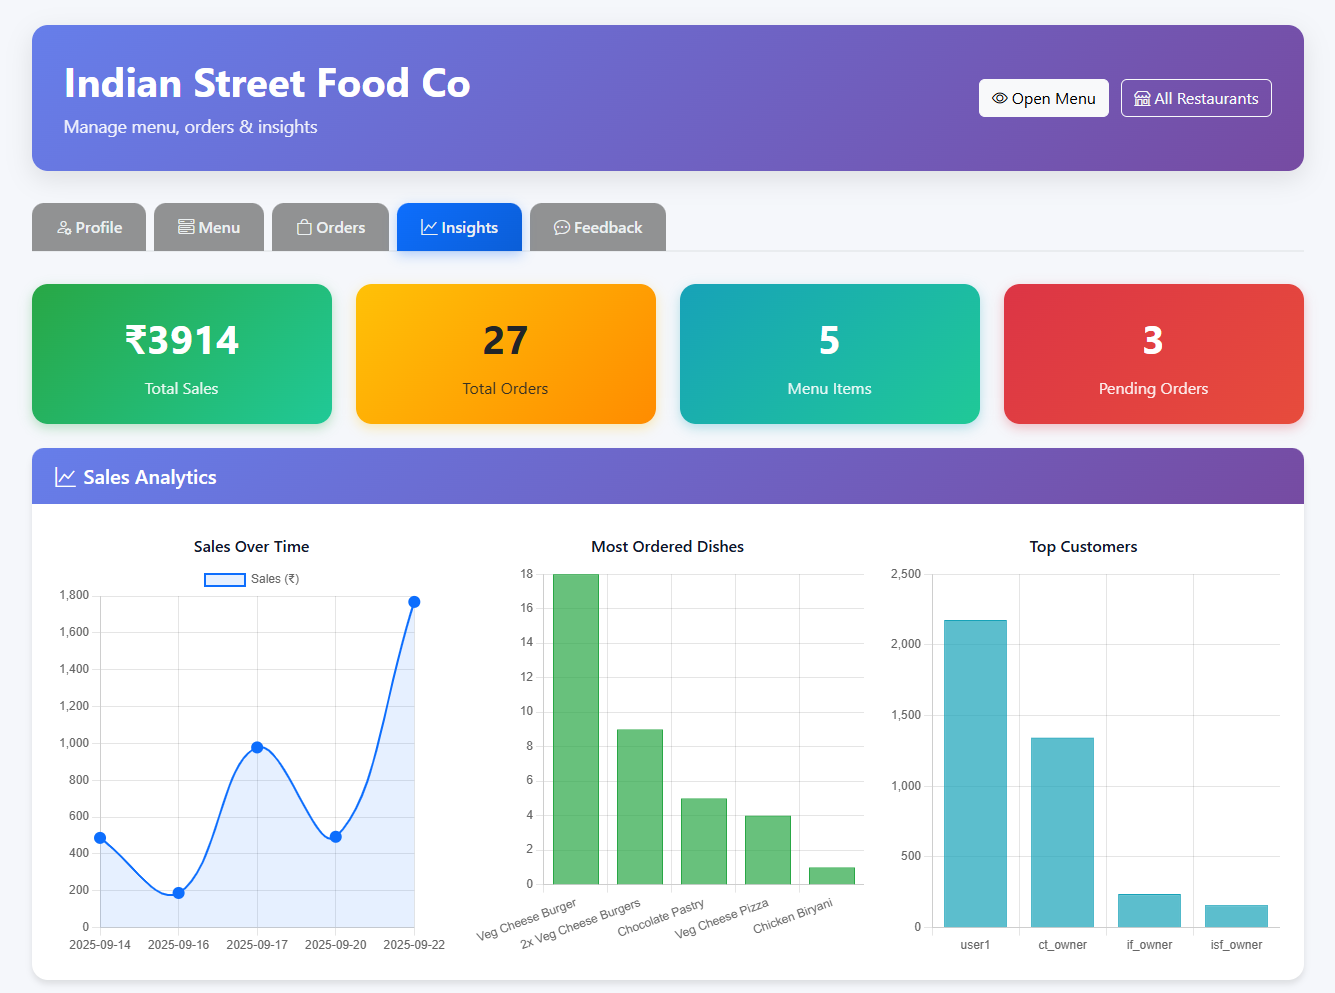 Indian Street Food Co
Manage menu, orders & insights
Open Menu
All Restaurants
Profile
Menu
Orders
Insights
Feedback
₹3914
Total Sales
27
Total Orders
5
Menu Items
3
Pending Orders
Sales Analytics
Sales Over Time
Sales (₹)
1,800
1,600
1,400
1,200
1,000
800
600
400
200
0
2025-09-14
2025-09-16
2025-09-17
2025-09-20
2025-09-22
Most Ordered Dishes
18
16
14
12
10
8
6
4
2
0
Veg Cheese Burger
2x Veg Cheese Burgers
Chocolate Pastry
Veg Cheese Pizza
Chicken Biryani
Top Customers
2,500
2,000
1,500
1,000
500
0
user1
ct_owner
if_owner
isf_owner